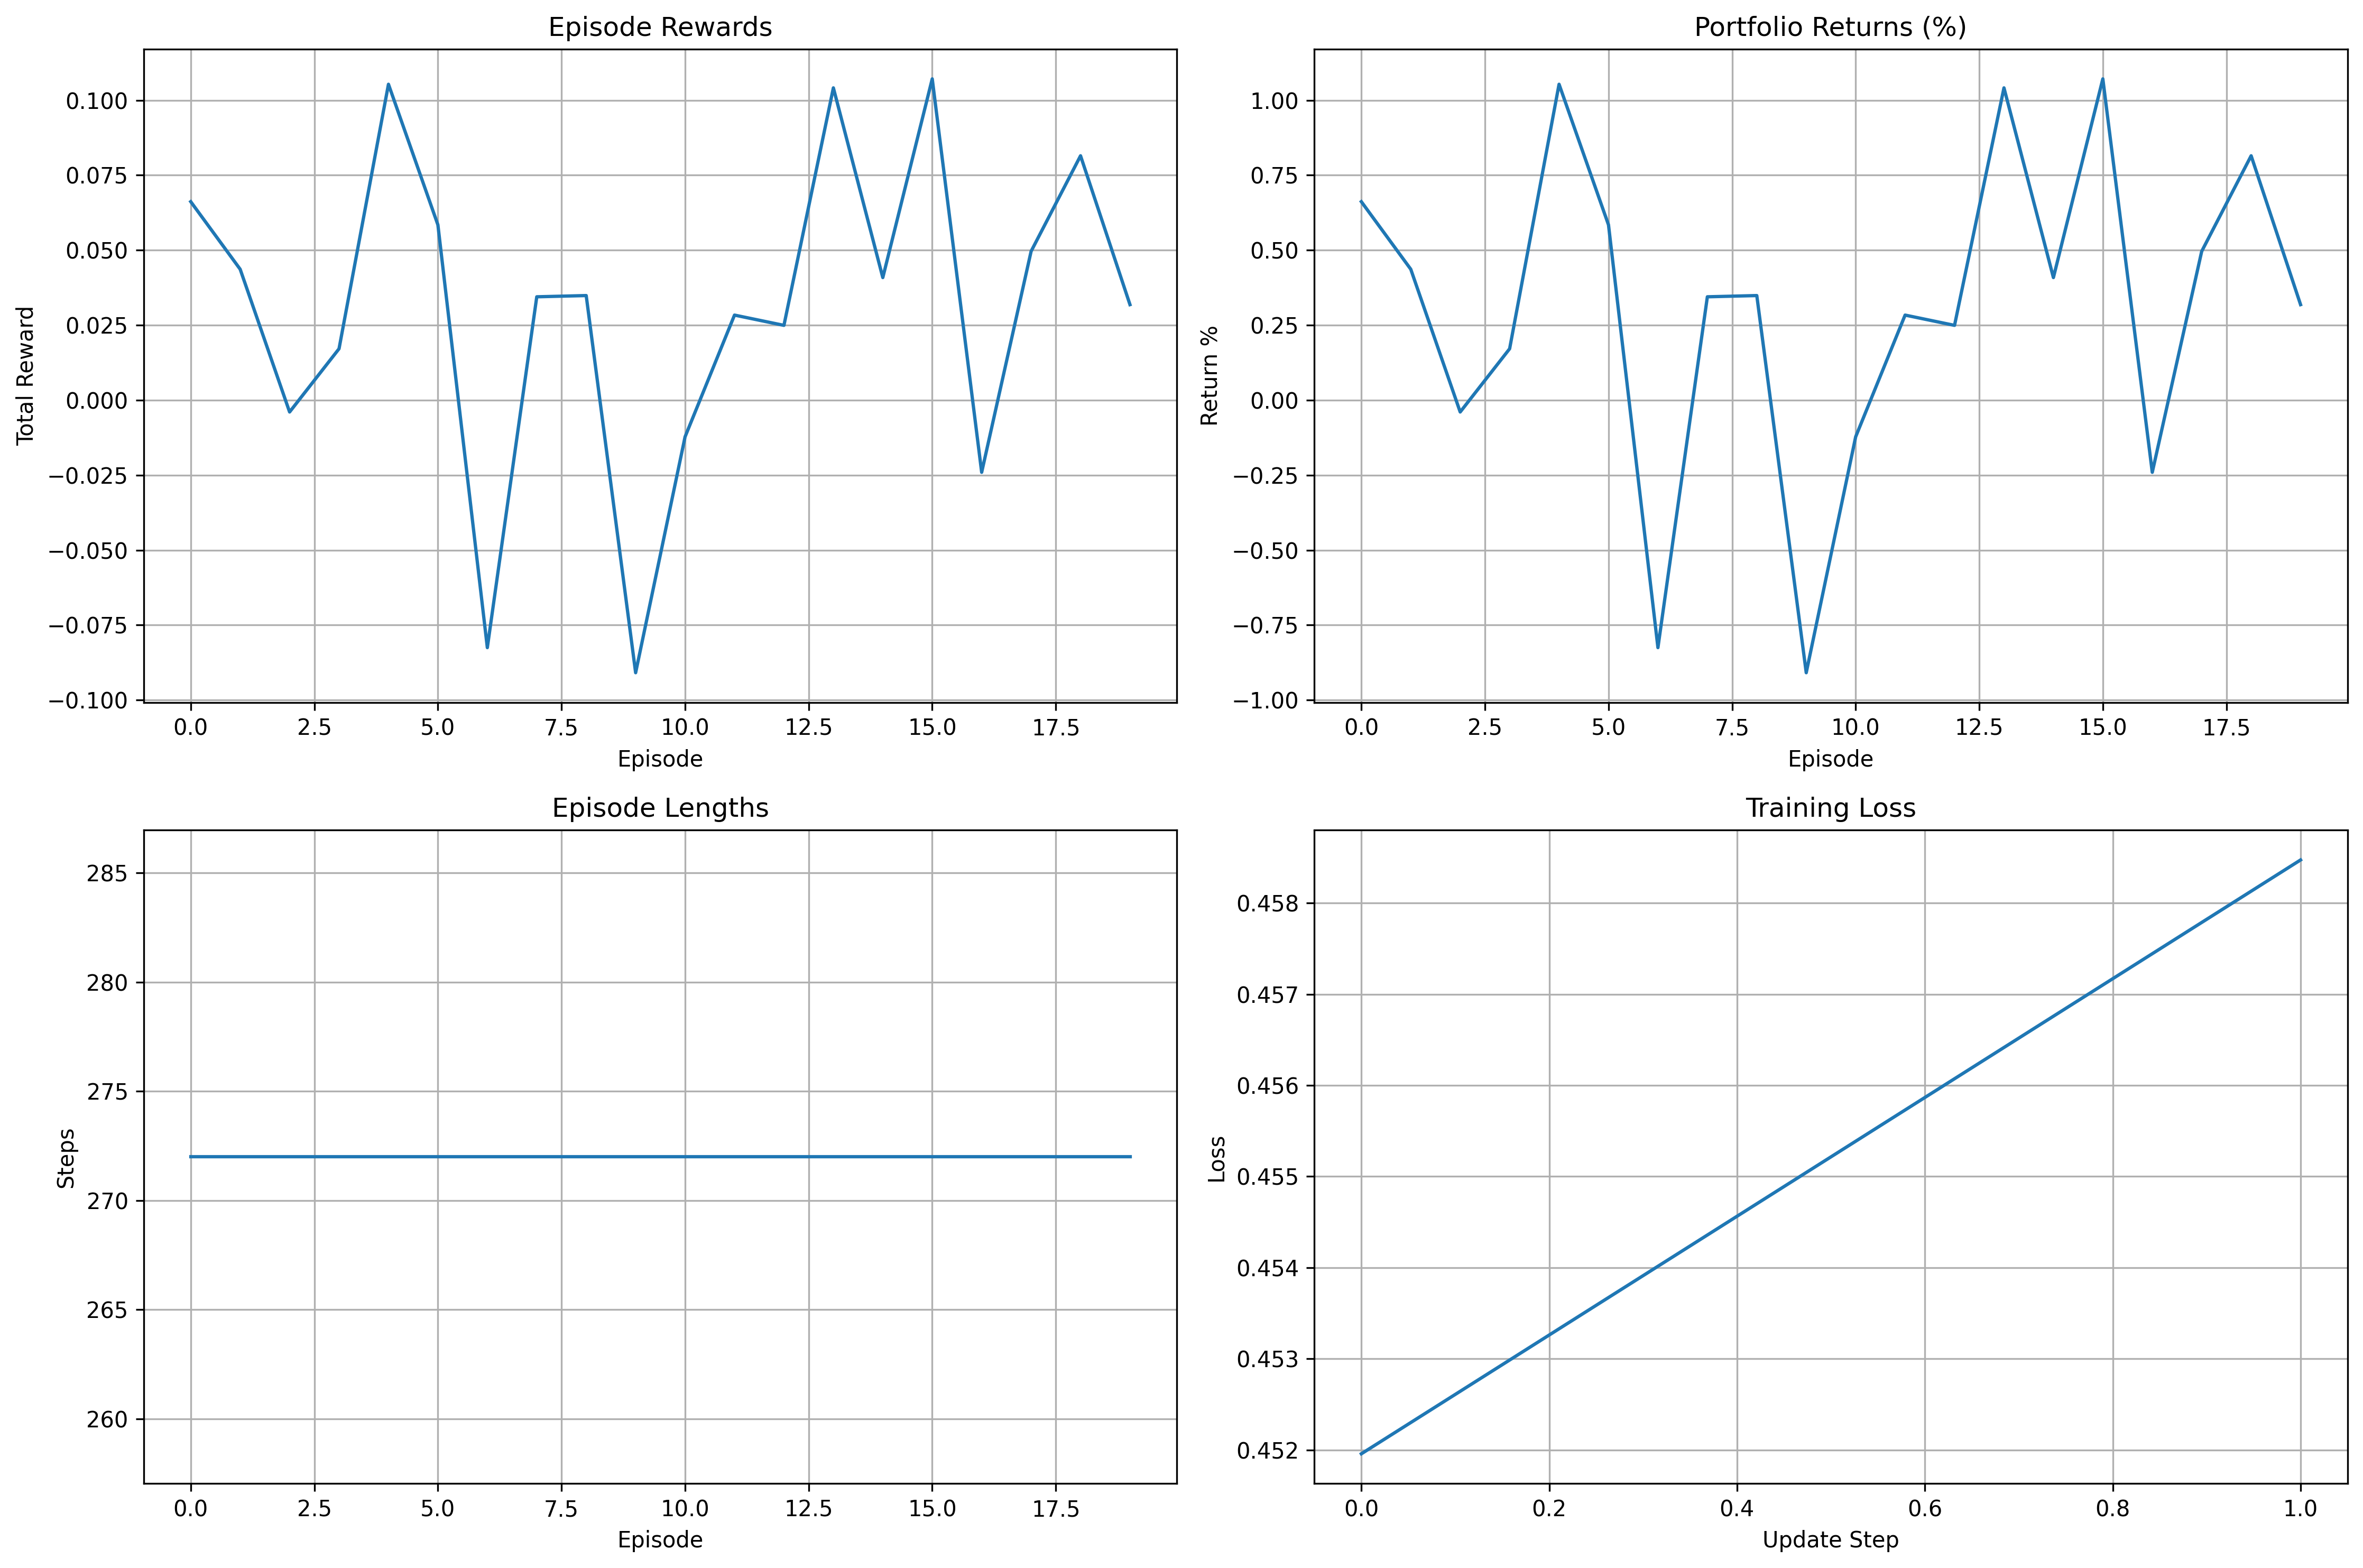 Episode Rewards
Total Reward
0.100
0.075
0.050
0.025
0.000
−0.025
−0.050
−0.075
−0.100
0.0 2.5 5.0 7.5 10.0 12.5 15.0 17.5
Episode
Portfolio Returns (%)
Return %
1.00
0.75
0.50
0.25
0.00
−0.25
−0.50
−0.75
−1.00
0.0 2.5 5.0 7.5 10.0 12.5 15.0 17.5
Episode
Episode Lengths
Steps
285
280
275
270
265
260
0.0 2.5 5.0 7.5 10.0 12.5 15.0 17.5
Episode
Training Loss
Loss
0.458
0.457
0.456
0.455
0.454
0.453
0.452
0.0 0.2 0.4 0.6 0.8 1.0
Update Step